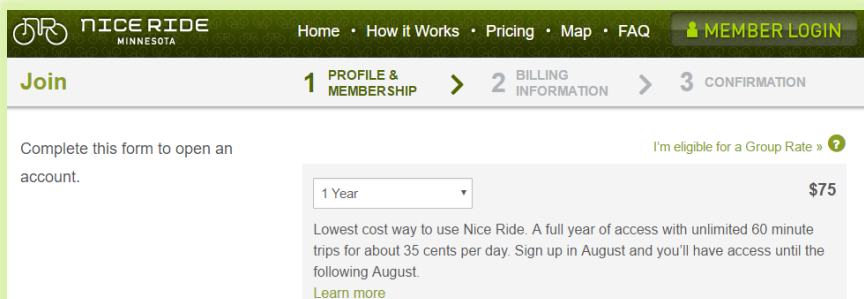 NICE RIDE
MINNESOTA
Home • How it Works • Pricing • Map • FAQ
MEMBER LOGIN
Join
1 PROFILE &
MEMBERSHIP
2 BILLING
INFORMATION
3 CONFIRMATION
Complete this form to open an
account.
I'm eligible for a Group Rate » ?
1 Year
$75
Lowest cost way to use Nice Ride. A full year of access with unlimited 60 minute
trips for about 35 cents per day. Sign up in August and you'll have access until the
following August.
Learn more